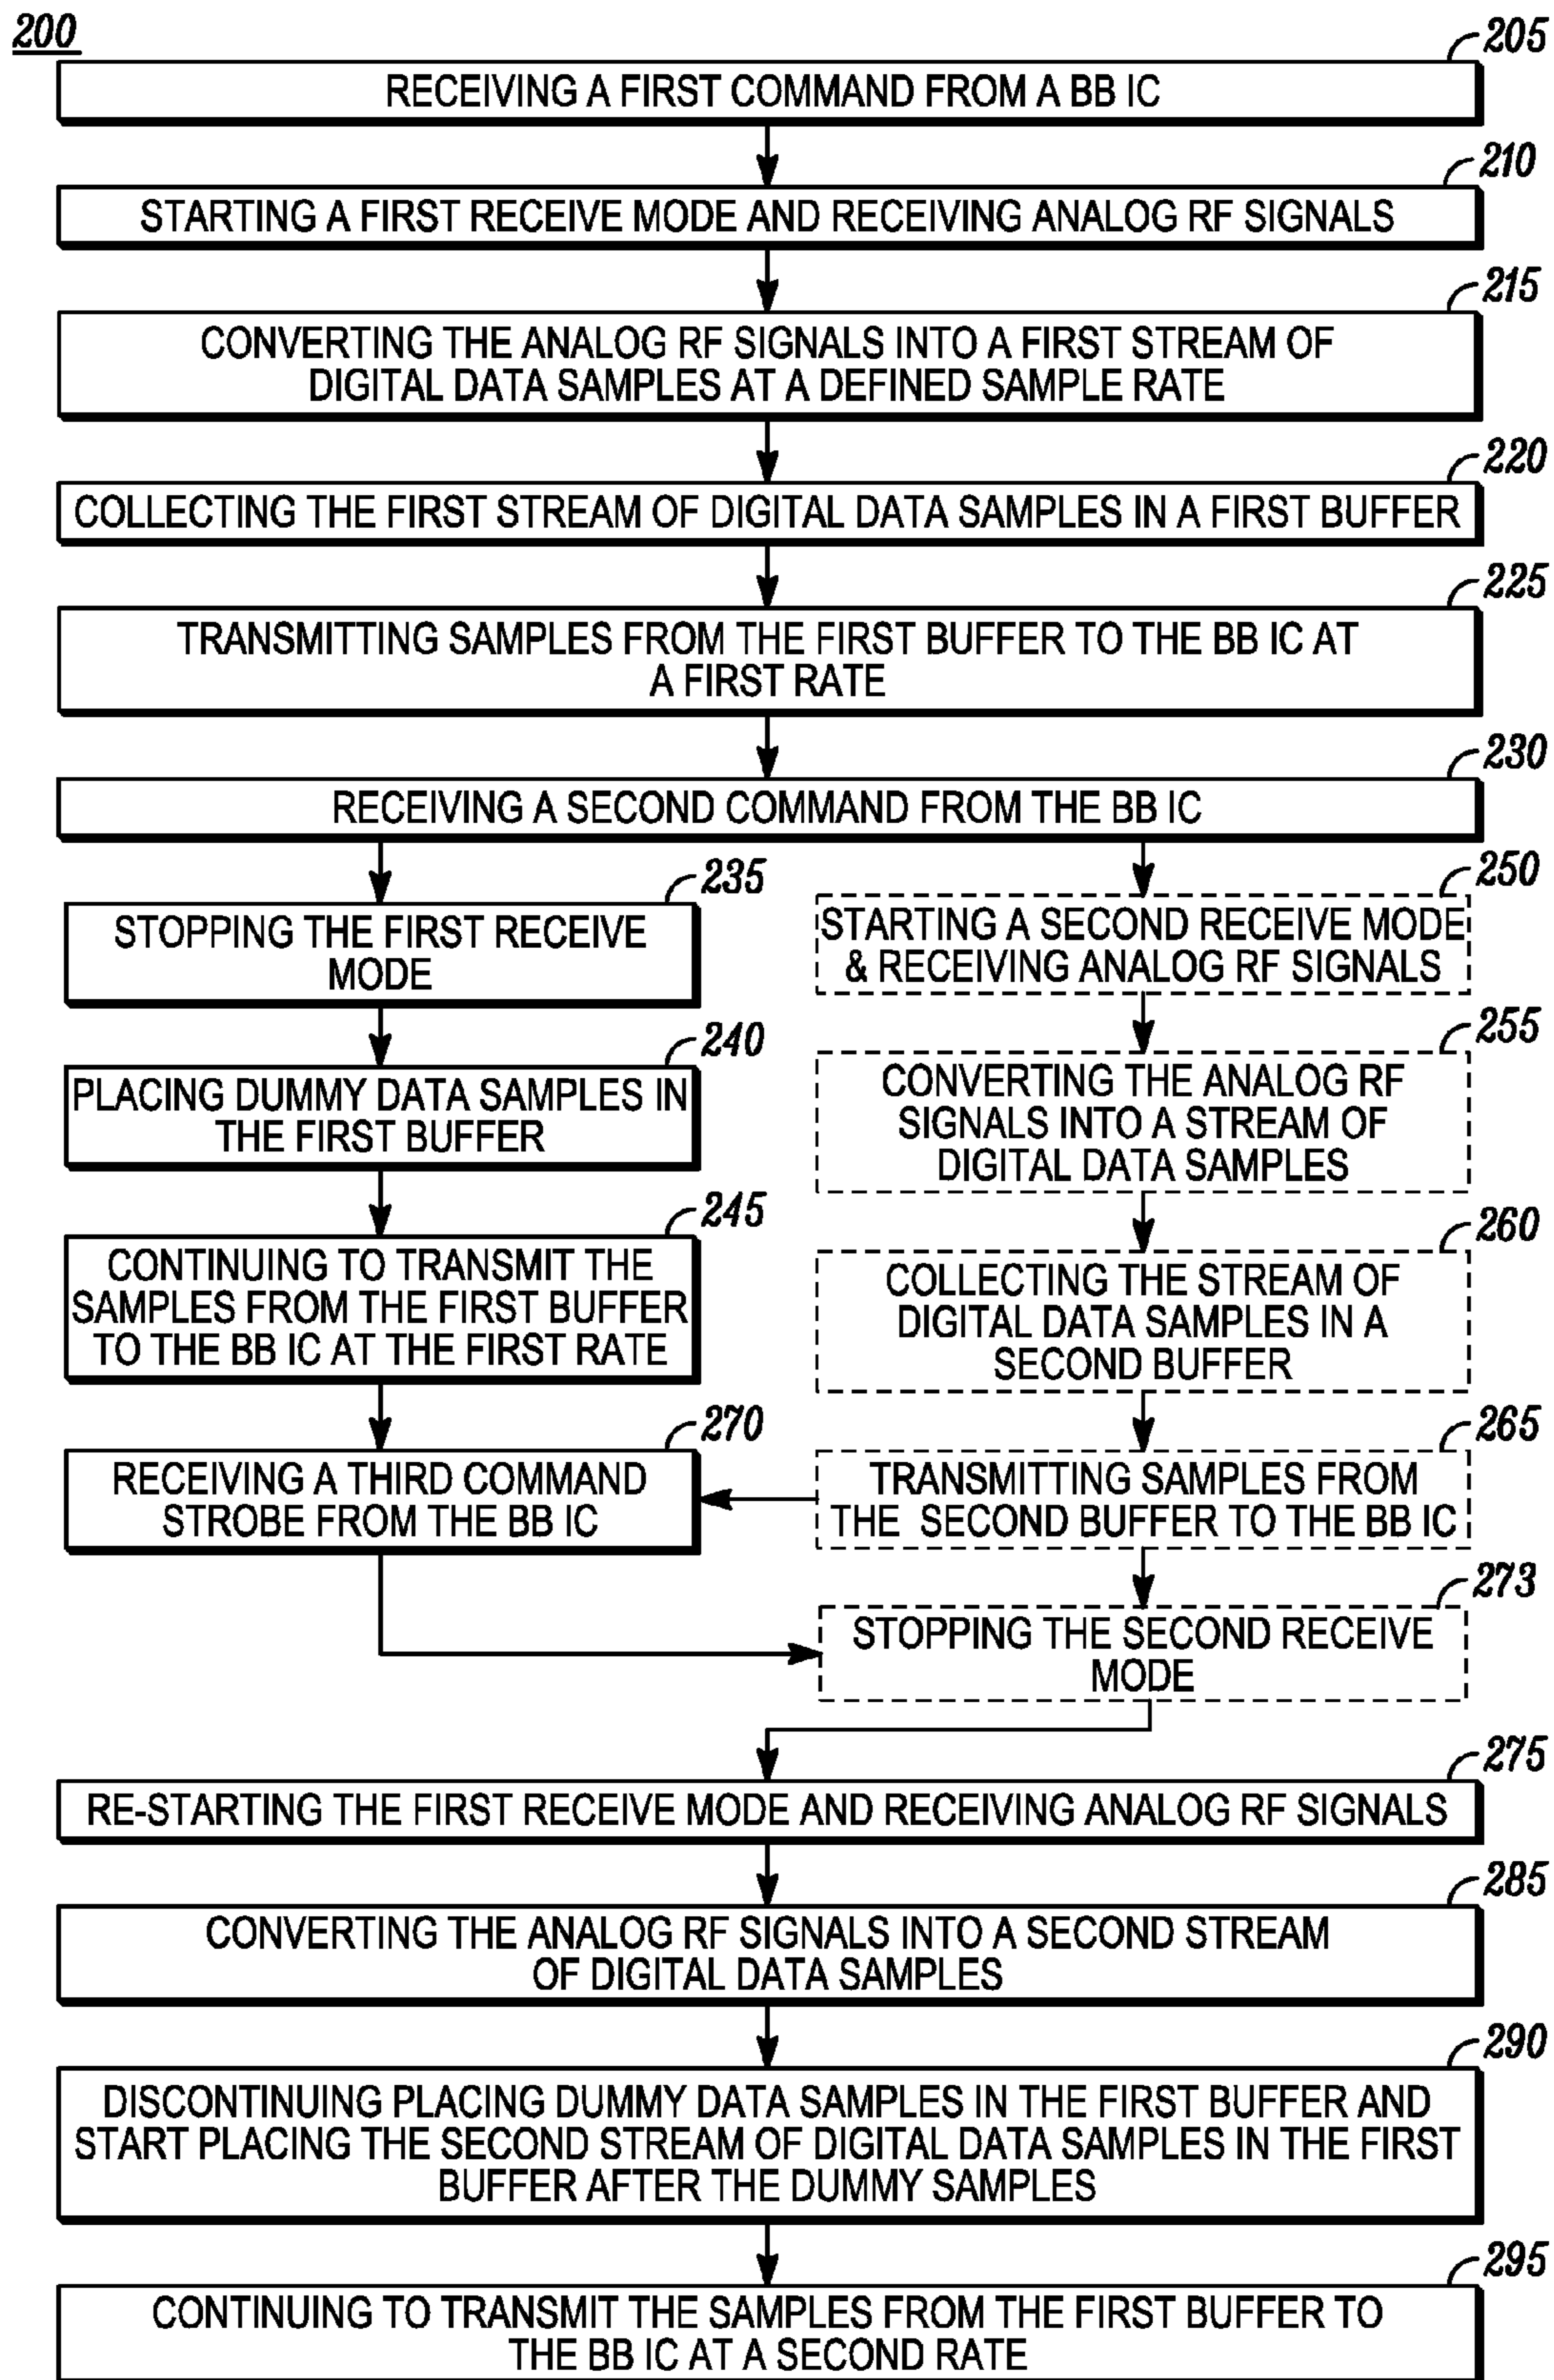 200
205
RECEIVING A FIRST COMMAND FROM A BB IC
210
STARTING A FIRST RECEIVE MODE AND RECEIVING ANALOG RF SIGNALS
215
CONVERTING THE ANALOG RF SIGNALS INTO A FIRST STREAM OF
DIGITAL DATA SAMPLES AT A DEFINED SAMPLE RATE
220
COLLECTING THE FIRST STREAM OF DIGITAL DATA SAMPLES IN A FIRST BUFFER
225
TRANSMITTING SAMPLES FROM THE FIRST BUFFER TO THE BB IC AT
A FIRST RATE
230
RECEIVING A SECOND COMMAND FROM THE BB IC
235
STOPPING THE FIRST RECEIVE
MODE
240
PLACING DUMMY DATA SAMPLES IN
THE FIRST BUFFER
245
CONTINUING TO TRANSMIT THE
SAMPLES FROM THE FIRST BUFFER
TO THE BB IC AT THE FIRST RATE
270
RECEIVING A THIRD COMMAND
STROBE FROM THE BB IC
250
STARTING A SECOND RECEIVE MODE
& RECEIVING ANALOG RF SIGNALS
255
CONVERTING THE ANALOG RF
SIGNALS INTO A STREAM OF
DIGITAL DATA SAMPLES
260
COLLECTING THE STREAM OF
DIGITAL DATA SAMPLES IN A
SECOND BUFFER
265
TRANSMITTING SAMPLES FROM
THE SECOND BUFFER TO THE BB IC
273
STOPPING THE SECOND RECEIVE
MODE
275
RE-STARTING THE FIRST RECEIVE MODE AND RECEIVING ANALOG RF SIGNALS
285
CONVERTING THE ANALOG RF SIGNALS INTO A SECOND STREAM
OF DIGITAL DATA SAMPLES
290
DISCONTINUING PLACING DUMMY DATA SAMPLES IN THE FIRST BUFFER AND
START PLACING THE SECOND STREAM OF DIGITAL DATA SAMPLES IN THE FIRST
BUFFER AFTER THE DUMMY SAMPLES
295
CONTINUING TO TRANSMIT THE SAMPLES FROM THE FIRST BUFFER TO
THE BB IC AT A SECOND RATE